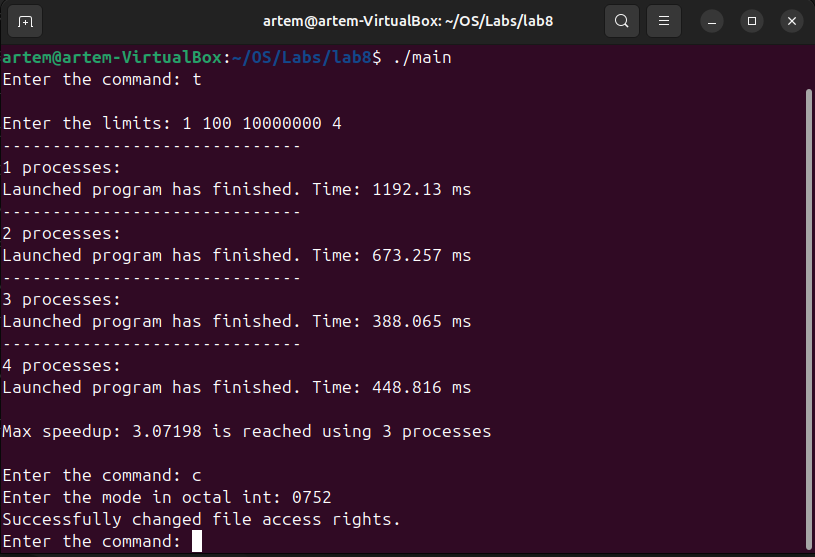 artem@artem-VirtualBox: ~/OS/Labs/lab8
artem@artem-VirtualBox:~/OS/Labs/lab8$ ./main
Enter the command: t
Enter the limits: 1 100 10000000 4
------------------------------
1 processes:
Launched program has finished. Time: 1192.13 ms
------------------------------
2 processes:
Launched program has finished. Time: 673.257 ms
------------------------------
3 processes:
Launched program has finished. Time: 388.065 ms
------------------------------
4 processes:
Launched program has finished. Time: 448.816 ms
Max speedup: 3.07198 is reached using 3 processes
Enter the command: c
Enter the mode in octal int: 0752
Successfully changed file access rights.
Enter the command: